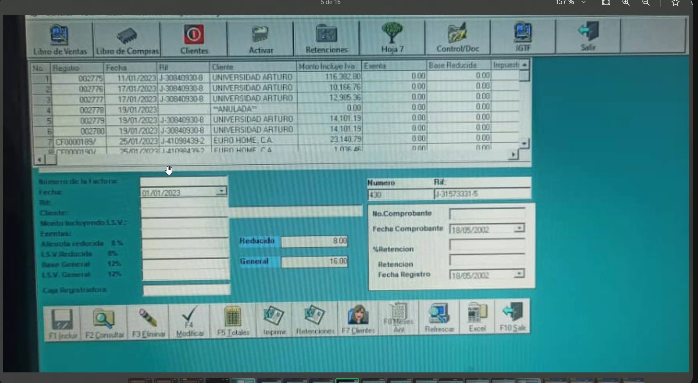 5 de 18
Libro de Ventas Libro de Compras Clientes Activar Retenciones Hoja 7 Control/Doc IGTF Salir
No. Registro Fecha Rif Cliente Monto Incluye Iva Exenta Base Reducida Impuest
1 002775 11/01/2023 J-30840930-8 UNIVERSIDAD ARTURO 116,382.80 0.00 0.00
2 002776 17/01/2023 J-30840930-8 UNIVERSIDAD ARTURO 10,166.76 0.00 0.00
3 002777 17/01/2023 J-30840930-8 UNIVERSIDAD ARTURO 12,985.36 0.00 0.00
4 002778 19/01/2023 **ANULADA** 0.00 0.00 0.00
5 002779 19/01/2023 J-30840930-8 UNIVERSIDAD ARTURO 14,101.19 0.00 0.00
6 002780 19/01/2023 J-30840930-8 UNIVERSIDAD ARTURO 14,101.19 0.00 0.00
7 CF0000189/ 25/01/2023 J-41098439-2 EURO HOME, C.A. 23,140.79 0.00 0.00
8 CF0000190/ 25/01/2023 J-41098439-2 EURO HOME, C.A. 0.00 0.00
Numero de la Factura:
Fecha: 01/01/2023
Rif:
Cliente:
Monto Incluyendo I.S.V.:
Exentas:
Alicuota reducida 8 %
I.S.V. Reducida 8%
Base General 12%
I.S.V. General 12%
Caja Registradora
Reducido 8.00
General 16.00
Numero Rif:
430 J-31573331-5
No.Comprobante
Fecha Comprobante 18/05/2002
%Retencion
Retencion
Fecha Registro 18/05/2002
F1 Incluir F2 Consultar F3 Eliminar F4 Modificar F5 Totales Imprimir Retenciones F7 Clientes F8 Meses Ant. Refrescar Excel F10 Salir